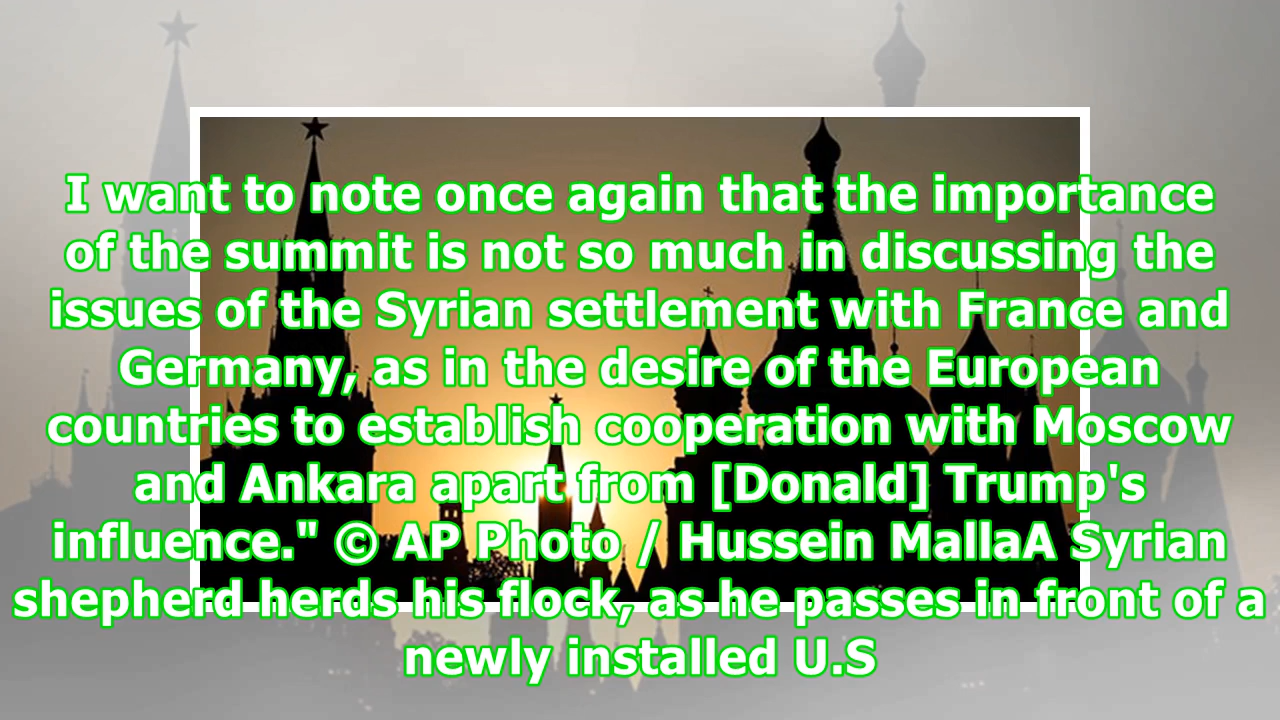 I want to note once again that the importance
of the summit is not so much in discussing the
issues of the Syrian settlement with France and
Germany, as in the desire of the European
countries to establish cooperation with Moscow
and Ankara apart from [Donald] Trump's
influence." © AP Photo / Hussein MallaA Syrian
shepherd herds his flock, as he passes in front of a
newly installed U.S